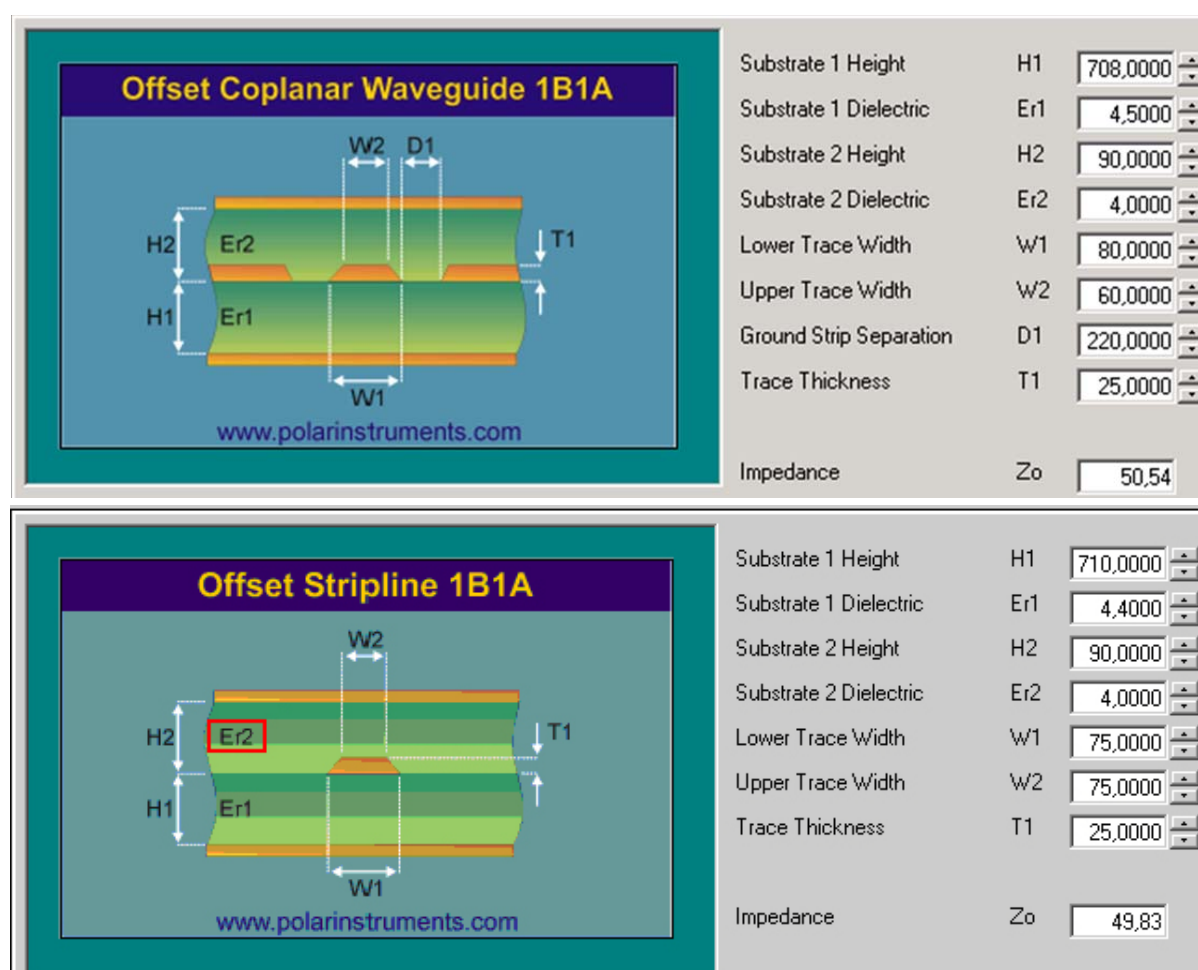 Offset Coplanar Waveguide 1B1A
W2 D1
H2 Er2 T1
H1 Er1
W1
www.polarinstruments.com
Substrate 1 Height H1 708,0000
Substrate 1 Dielectric Er1 4,5000
Substrate 2 Height H2 90,0000
Substrate 2 Dielectric Er2 4,0000
Lower Trace Width W1 80,0000
Upper Trace Width W2 60,0000
Ground Strip Separation D1 220,0000
Trace Thickness T1 25,0000
Impedance Zo 50,54
Offset Stripline 1B1A
W2
H2 Er2 T1
H1 Er1
W1
www.polarinstruments.com
Substrate 1 Height H1 710,0000
Substrate 1 Dielectric Er1 4,4000
Substrate 2 Height H2 90,0000
Substrate 2 Dielectric Er2 4,0000
Lower Trace Width W1 75,0000
Upper Trace Width W2 75,0000
Trace Thickness T1 25,0000
Impedance Zo 49,83